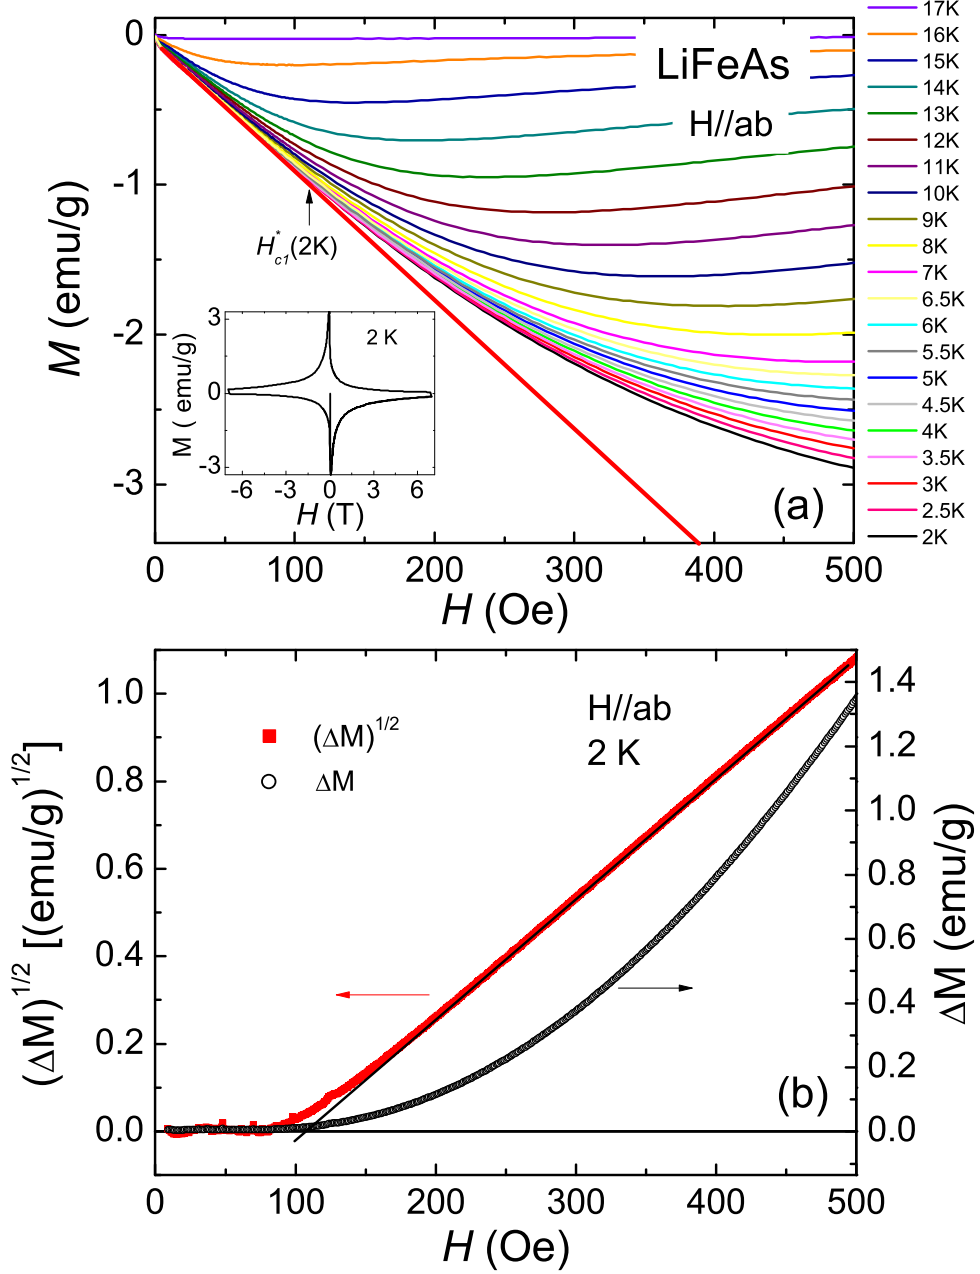 0
-1
-2
-3
M (emu/g)
LiFeAs
H//ab
H*c1(2K)
3
0
-3
M ( emu/g)
2 K
-6 -3 0 3 6
H (T)
(a)
0 100 200 300 400 500
H (Oe)
17K
16K
15K
14K
13K
12K
11K
10K
9K
8K
7K
6.5K
6K
5.5K
5K
4.5K
4K
3.5K
3K
2.5K
2K
1.0
0.8
0.6
0.4
0.2
0.0
(ΔM)1/2 [(emu/g)1/2]
(ΔM)1/2
ΔM
H//ab
2 K
(b)
1.4
1.2
1.0
0.8
0.6
0.4
0.2
0.0
ΔM (emu/g)
0 100 200 300 400 500
H (Oe)